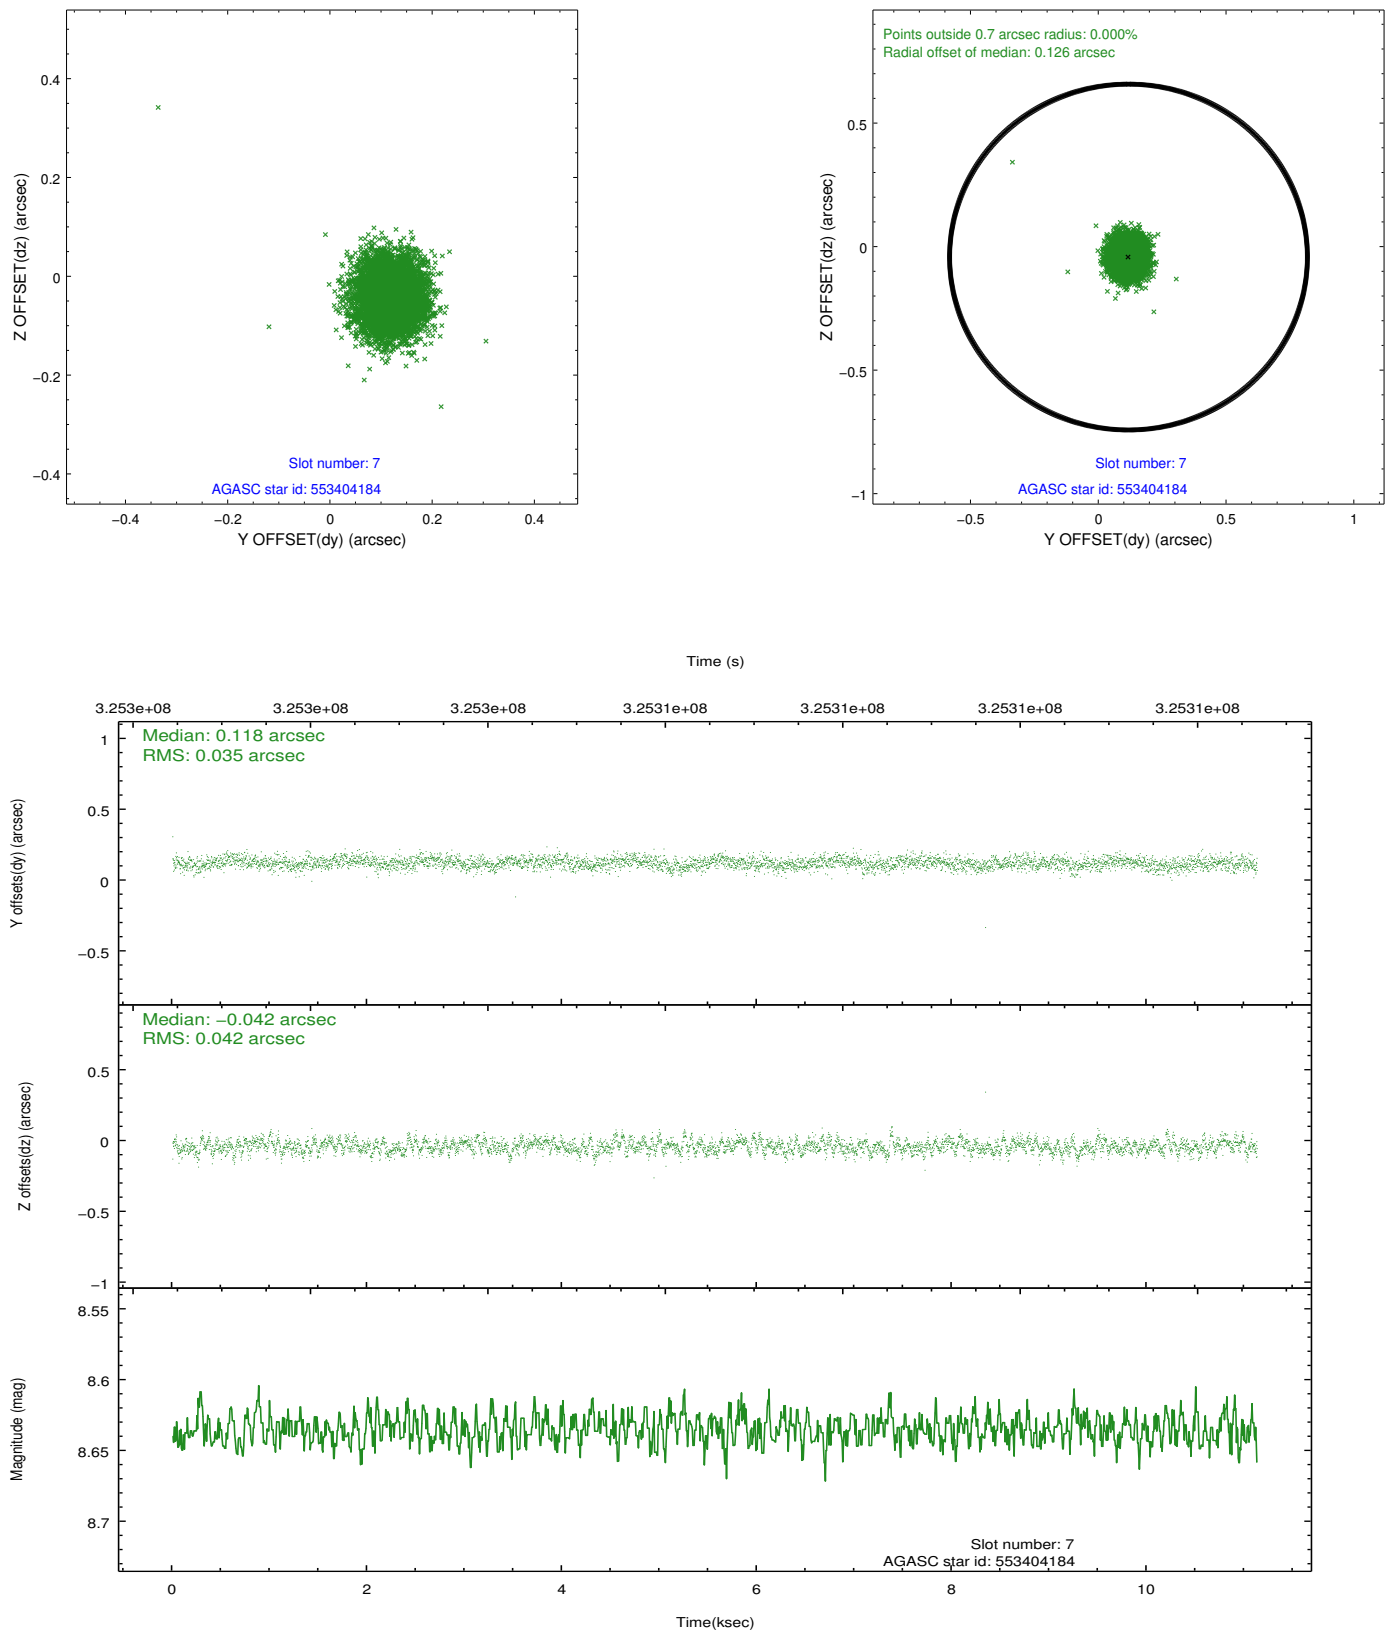 0.4
0.2
0
−0.2
−0.4
Z OFFSET(dz) (arcsec)
Slot number: 7
AGASC star id: 553404184
−0.4
−0.2
0
0.2
0.4
Y OFFSET(dy) (arcsec)
Points outside 0.7 arcsec radius: 0.000%
Radial offset of median: 0.126 arcsec
0.5
0
−0.5
−1
Z OFFSET(dz) (arcsec)
Slot number: 7
AGASC star id: 553404184
−0.5
0
0.5
1
Y OFFSET(dy) (arcsec)
Time (s)
3.253e+08
3.253e+08
3.253e+08
3.2531e+08
3.2531e+08
3.2531e+08
3.2531e+08
Median: 0.118 arcsec
RMS: 0.035 arcsec
1
0.5
0
−0.5
Y offsets(dy) (arcsec)
Median: −0.042 arcsec
RMS: 0.042 arcsec
0.5
0
−0.5
−1
Z offsets(dz) (arcsec)
8.55
8.6
8.65
8.7
Magnitude (mag)
Slot number: 7
AGASC star id: 553404184
0
2
4
6
8
10
Time(ksec)